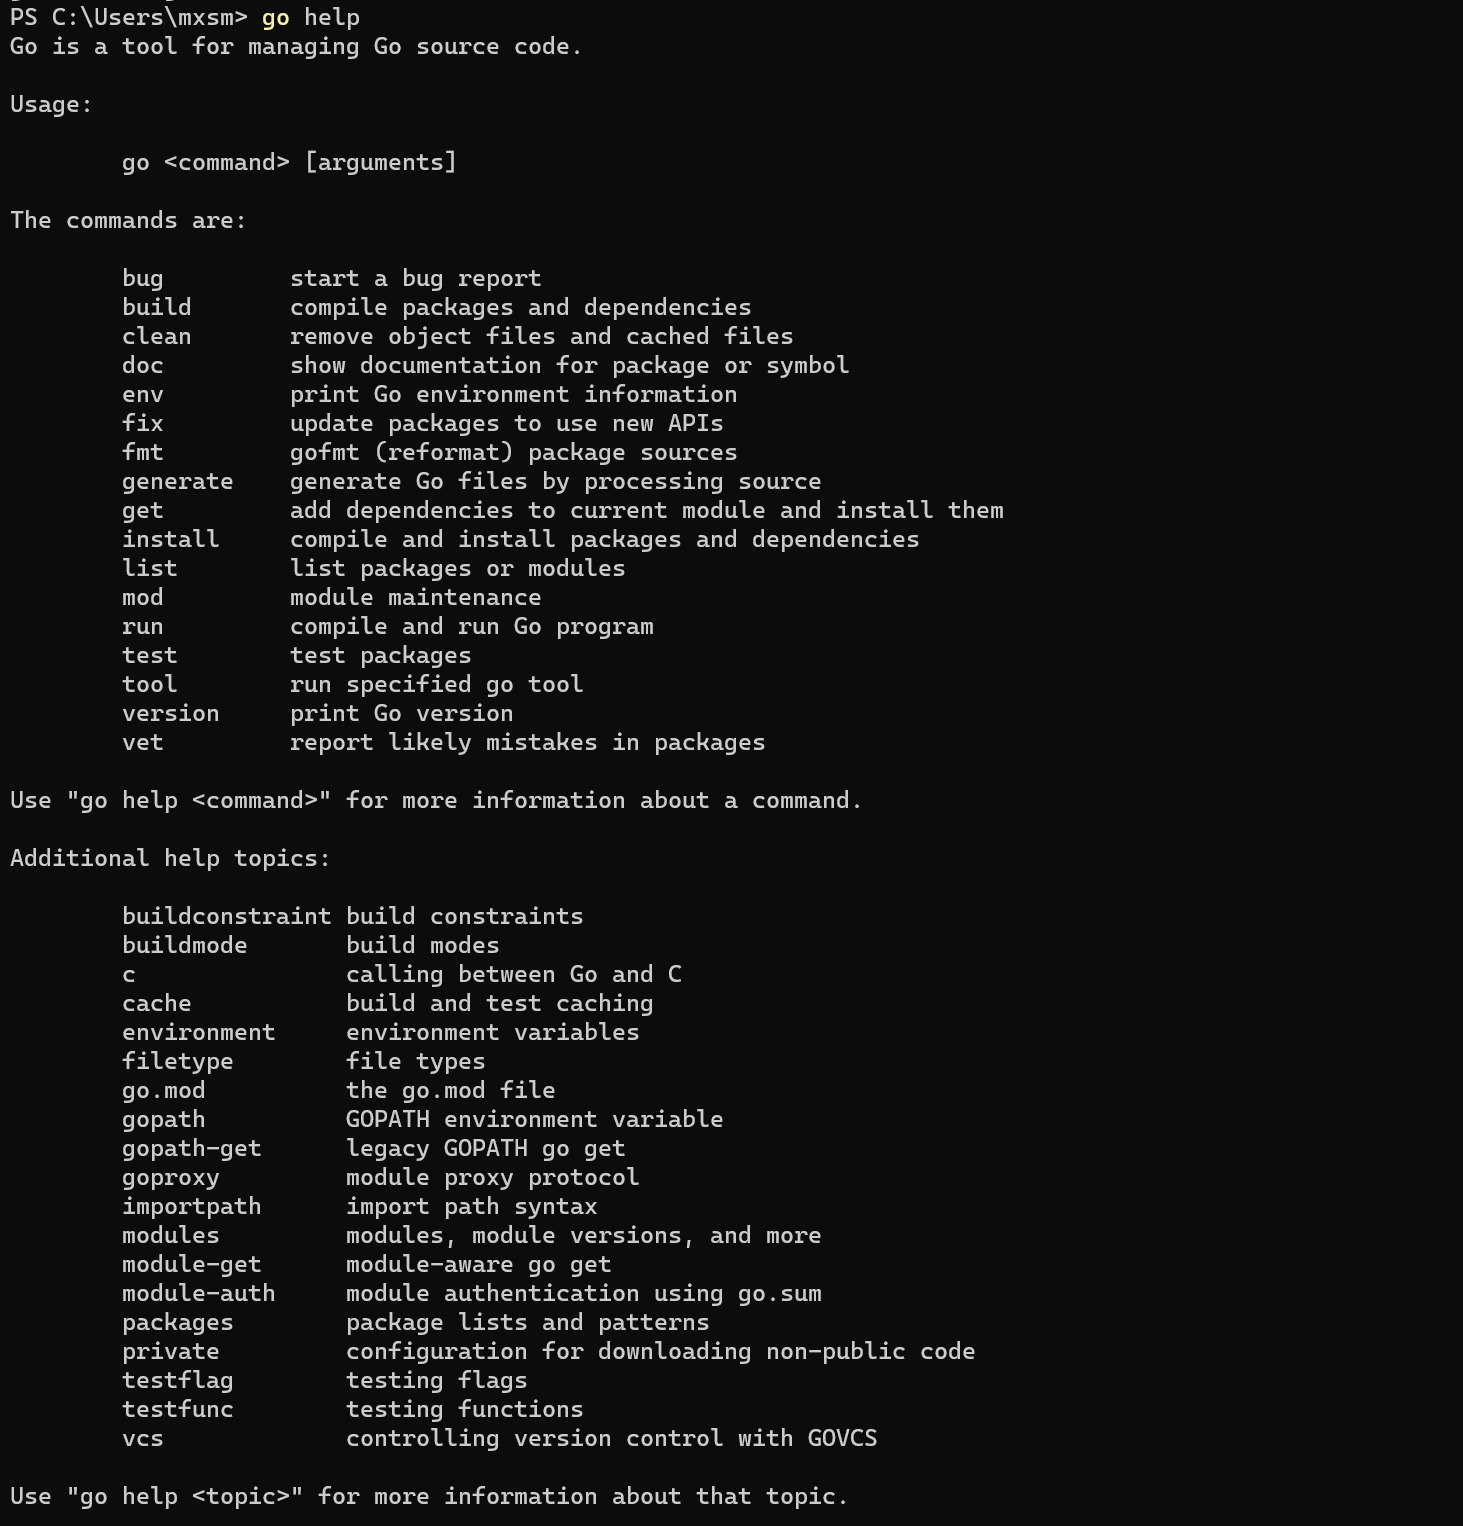 PS C:\Users\mxsm> go help
Go is a tool for managing Go source code.

Usage:

        go <command> [arguments]

The commands are:

        bug         start a bug report
        build       compile packages and dependencies
        clean       remove object files and cached files
        doc         show documentation for package or symbol
        env         print Go environment information
        fix         update packages to use new APIs
        fmt         gofmt (reformat) package sources
        generate    generate Go files by processing source
        get         add dependencies to current module and install them
        install     compile and install packages and dependencies
        list        list packages or modules
        mod         module maintenance
        run         compile and run Go program
        test        test packages
        tool        run specified go tool
        version     print Go version
        vet         report likely mistakes in packages

Use "go help <command>" for more information about a command.

Additional help topics:

        buildconstraint build constraints
        buildmode       build modes
        c               calling between Go and C
        cache           build and test caching
        environment     environment variables
        filetype        file types
        go.mod          the go.mod file
        gopath          GOPATH environment variable
        gopath-get      legacy GOPATH go get
        goproxy         module proxy protocol
        importpath      import path syntax
        modules         modules, module versions, and more
        module-get      module-aware go get
        module-auth     module authentication using go.sum
        packages        package lists and patterns
        private         configuration for downloading non-public code
        testflag        testing flags
        testfunc        testing functions
        vcs             controlling version control with GOVCS

Use "go help <topic>" for more information about that topic.